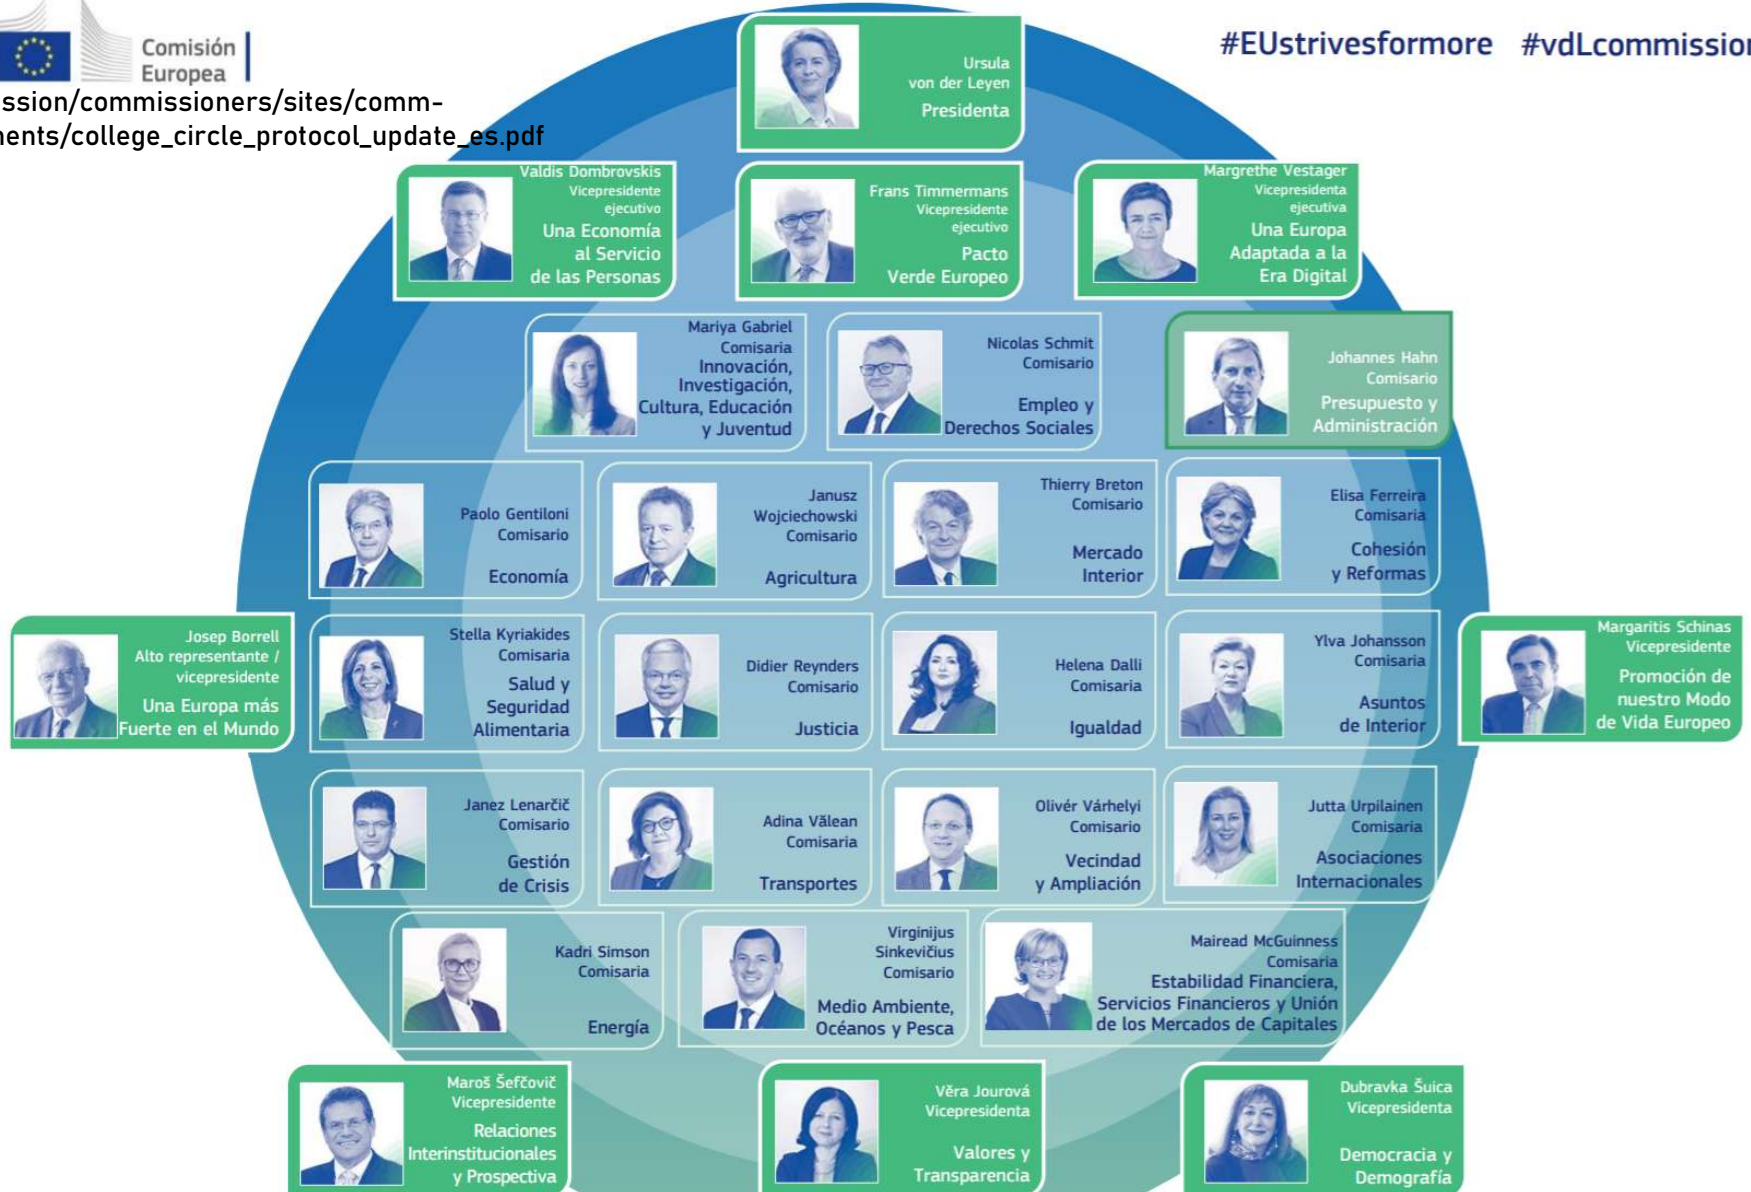 Comisión
Europea
ssion/commissioners/sites/comm-
nents/college_circle_protocol_update_es.pdf
#EUstrivesformore #vdLcommission
Ursula
von der Leyen
Presidenta
Valdis Dombrovskis
Vicepresidente
ejecutivo
Una Economía
al Servicio
de las Personas
Frans Timmermans
Vicepresidente
ejecutivo
Pacto
Verde Europeo
Margrethe Vestager
Vicepresidenta
ejecutiva
Una Europa
Adaptada a la
Era Digital
Mariya Gabriel
Comisaria
Innovación,
Investigación,
Cultura, Educación
y Juventud
Nicolas Schmit
Comisario
Empleo y
Derechos Sociales
Johannes Hahn
Comisario
Presupuesto y
Administración
Paolo Gentiloni
Comisario
Economía
Janusz
Wojciechowski
Comisario
Agricultura
Thierry Breton
Comisario
Mercado
Interior
Elisa Ferreira
Comisaria
Cohesión
y Reformas
Josep Borrell
Alto representante /
vicepresidente
Una Europa más
Fuerte en el Mundo
Stella Kyriakides
Comisaria
Salud y
Seguridad
Alimentaria
Didier Reynders
Comisario
Justicia
Helena Dalli
Comisaria
Igualdad
Ylva Johansson
Comisaria
Asuntos
de Interior
Margaritis Schinas
Vicepresidente
Promoción de
nuestro Modo
de Vida Europeo
Janez Lenarčič
Comisario
Gestión
de Crisis
Adina Vălean
Comisaria
Transportes
Olivér Várhelyi
Comisario
Vecindad
y Ampliación
Jutta Urpilainen
Comisaria
Asociaciones
Internacionales
Kadri Simson
Comisaria
Energía
Virginijus
Sinkevičius
Comisario
Medio Ambiente,
Océanos y Pesca
Mairead McGuinness
Comisaria
Estabilidad Financiera,
Servicios Financieros y Unión
de los Mercados de Capitales
Maroš Šefčovič
Vicepresidente
Relaciones
Interinstitucionales
y Prospectiva
Věra Jourová
Vicepresidenta
Valores y
Transparencia
Dubravka Šuica
Vicepresidenta
Democracia y
Demografía